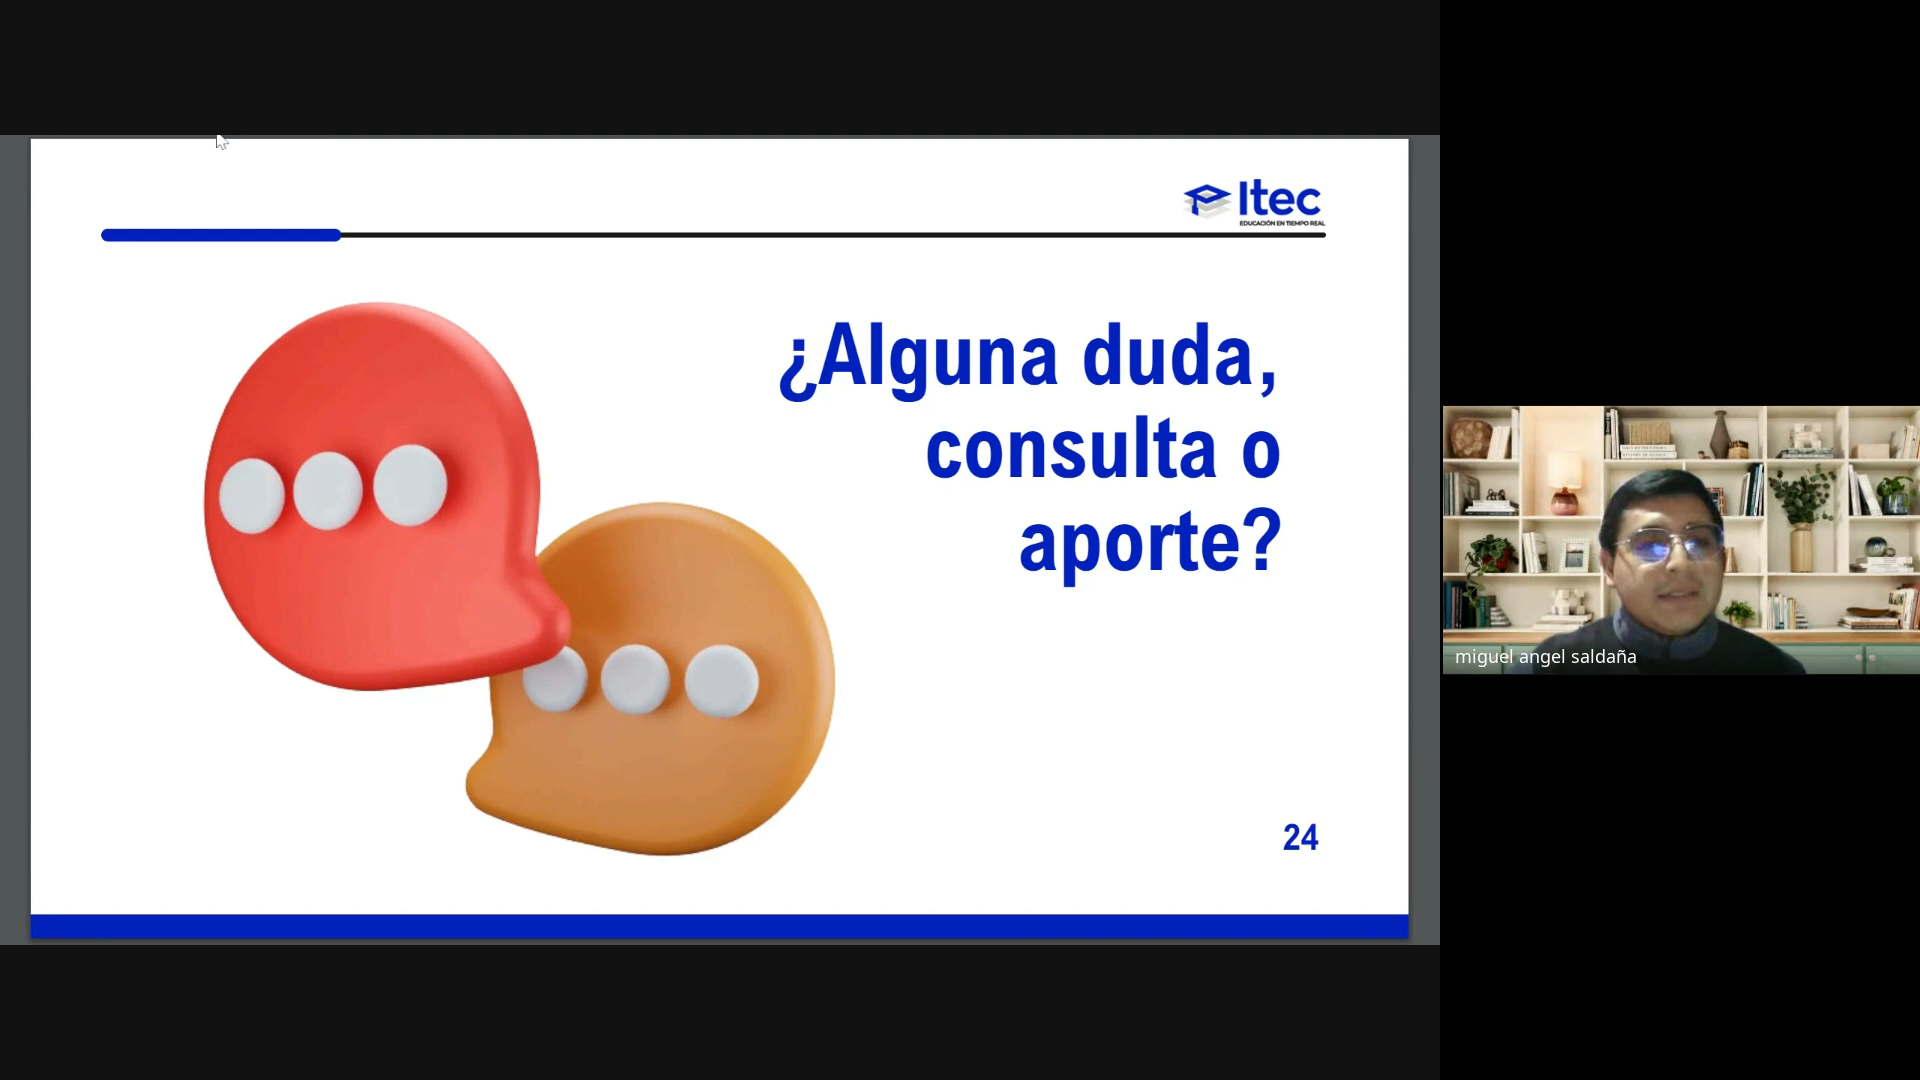 Itec
EDUCACIÓN EN TIEMPO REAL
¿Alguna duda,
consulta o
aporte?
24
miguel angel saldaña